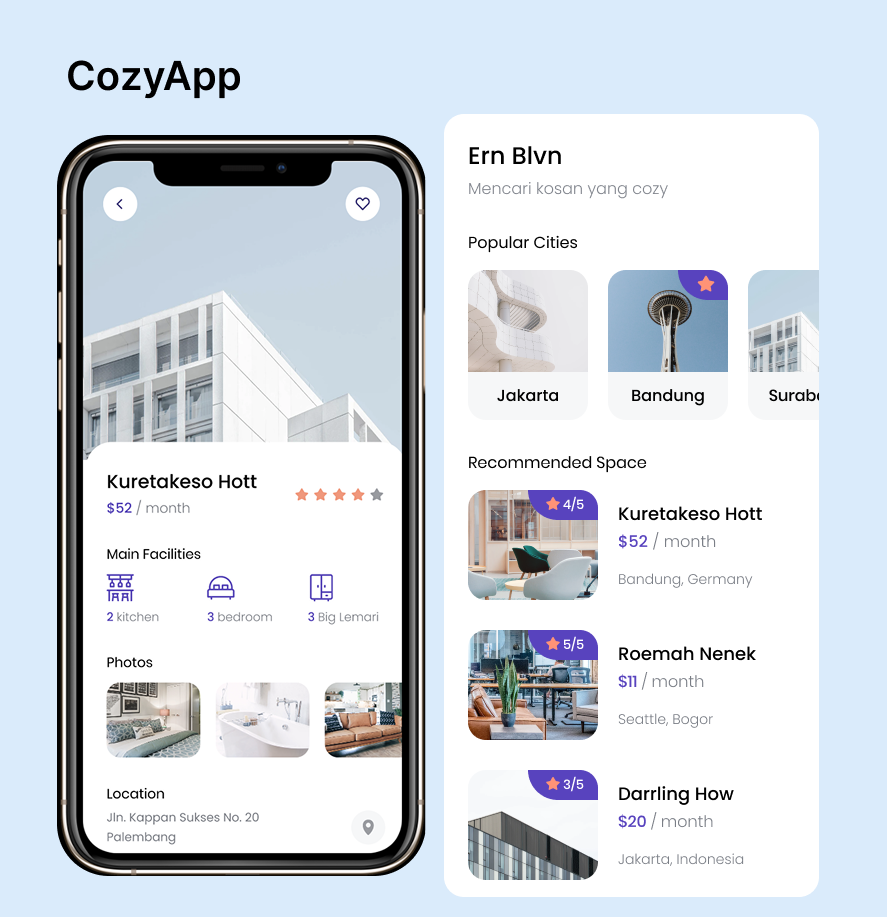 CozyApp
Kuretakeso Hott
$52 / month
Main Facilities
2 kitchen
3 bedroom
3 Big Lemari
Photos
Location
Jln. Kappan Sukses No. 20
Palembang
Ern Blvn
Mencari kosan yang cozy
Popular Cities
Jakarta
Bandung
Surab
Recommended Space
4/5
Kuretakeso Hott
$52 / month
Bandung, Germany
5/5
Roemah Nenek
$11 / month
Seattle, Bogor
3/5
Darrling How
$20 / month
Jakarta, Indonesia